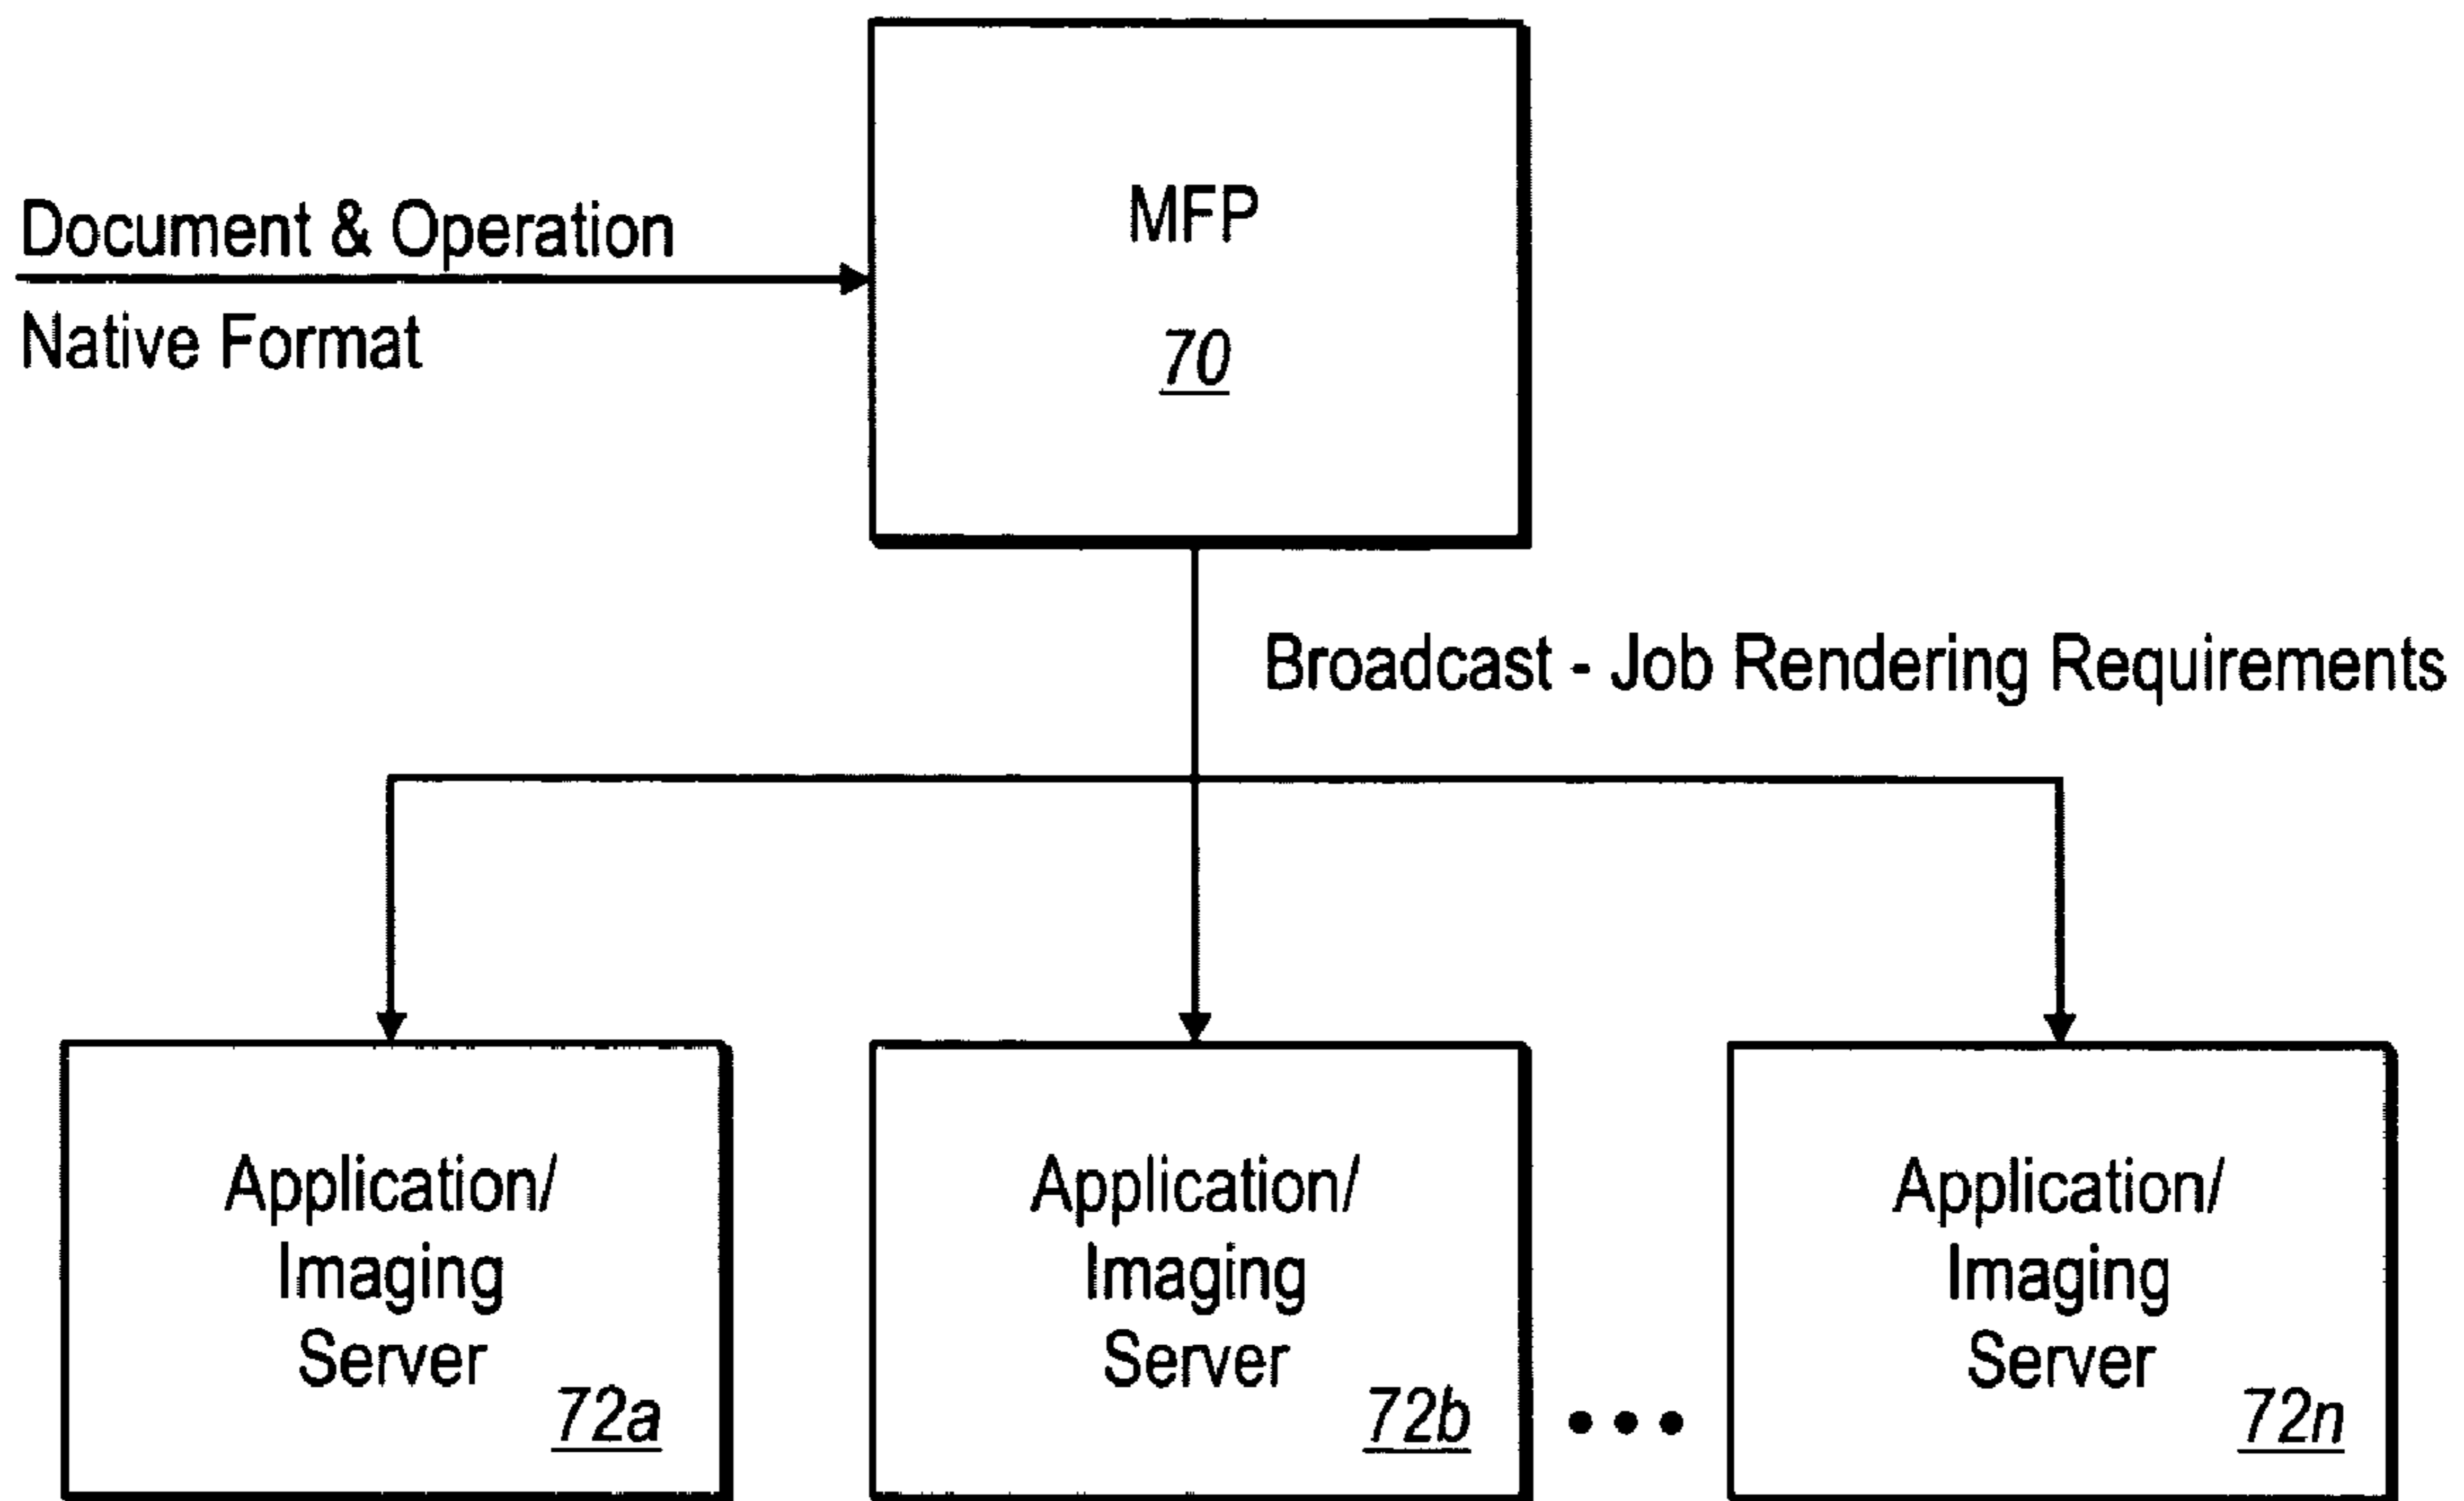 MFP
Document & Operation
Native Format
70
Broadcast - Job Rendering Requirements
Application/
Imaging
Server
72a
Application/
Imaging
Server
72b
Application/
Imaging
Server
72n